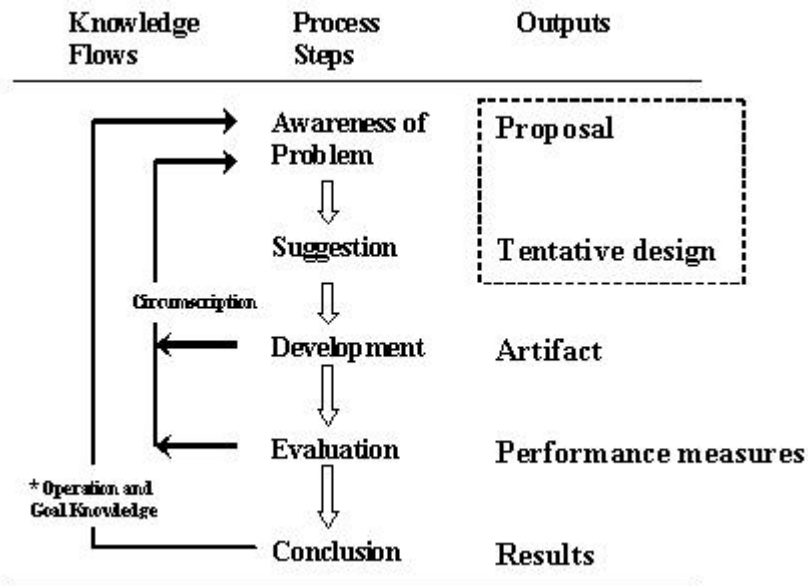 Knowledge Flows
Process Steps
Outputs
Awareness of Problem
Proposal
Suggestion
Tentative design
Circumscription
Development
Artifact
Evaluation
Performance measures
* Operation and
Goal Knowledge
Conclusion
Results